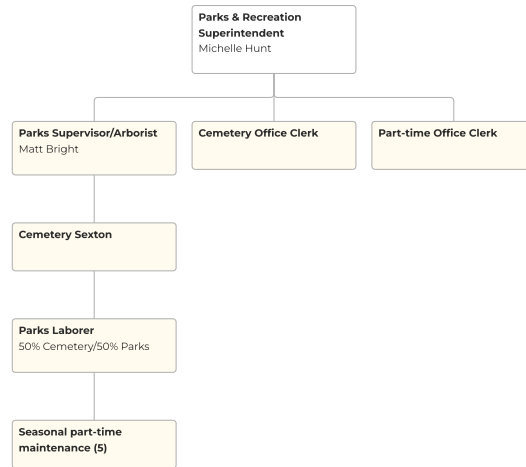 Parks & Recreation
Superintendent
Michelle Hunt
Parks Supervisor/Arborist
Matt Bright
Cemetery Office Clerk
Part-time Office Clerk
Cemetery Sexton
Parks Laborer
50% Cemetery/50% Parks
Seasonal part-time
maintenance (5)